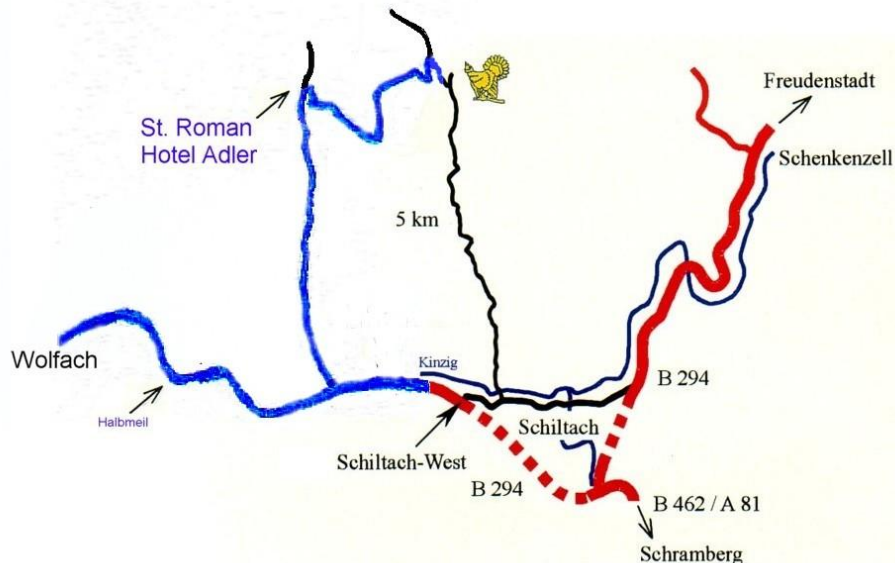 Freudenstadt
St. Roman
Hotel Adler
Schenkenzell
5 km
Wolfach
Kinzig
B 294
Halbmeil
Schiltach
Schiltach-West
B 294
B 462 / A 81
Schramberg